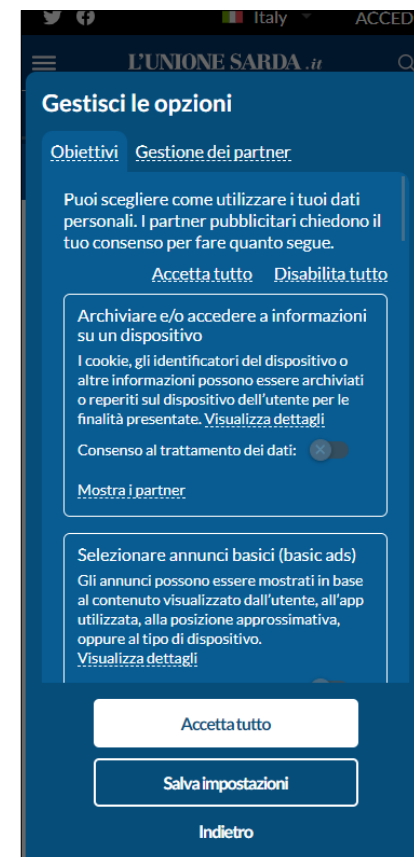 Italy
ACCED
L'UNIONE SARDA.it
Gestisci le opzioni
Obiettivi Gestione dei partner
Puoi scegliere come utilizzare i tuoi dati
personali. I partner pubblicitari chiedono il
tuo consenso per fare quanto segue.
Accetta tutto Disabilita tutto
Archiviare e/o accedere a informazioni
su un dispositivo
I cookie, gli identificatori del dispositivo o
altre informazioni possono essere archiviati
o reperiti sul dispositivo dell'utente per le
finalità presentate. Visualizza dettagli
Consenso al trattamento dei dati:
Mostra i partner
Selezionare annunci basici (basic ads)
Gli annunci possono essere mostrati in base
al contenuto visualizzato dall'utente, all'app
utilizzata, alla posizione approssimativa,
oppure al tipo di dispositivo.
Visualizza dettagli
Accetta tutto
Salva impostazioni
Indietro